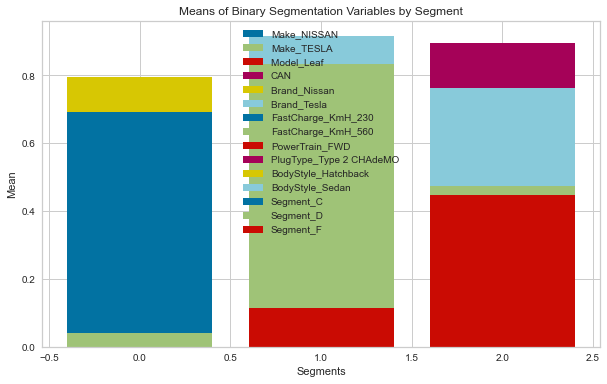 Means of Binary Segmentation Variables by Segment
Make_NISSAN
Make_TESLA
Model_Leaf
CAN
Brand_Nissan
Brand_Tesla
FastCharge_KmH_230
FastCharge_KmH_560
PowerTrain_FWD
PlugType_Type 2 CHAdeMO
BodyStyle_Hatchback
BodyStyle_Sedan
Segment_C
Segment_D
Segment_F
Mean
0.8
0.6
0.4
0.2
0.0
−0.5 0.0 0.5 1.0 1.5 2.0 2.5
Segments